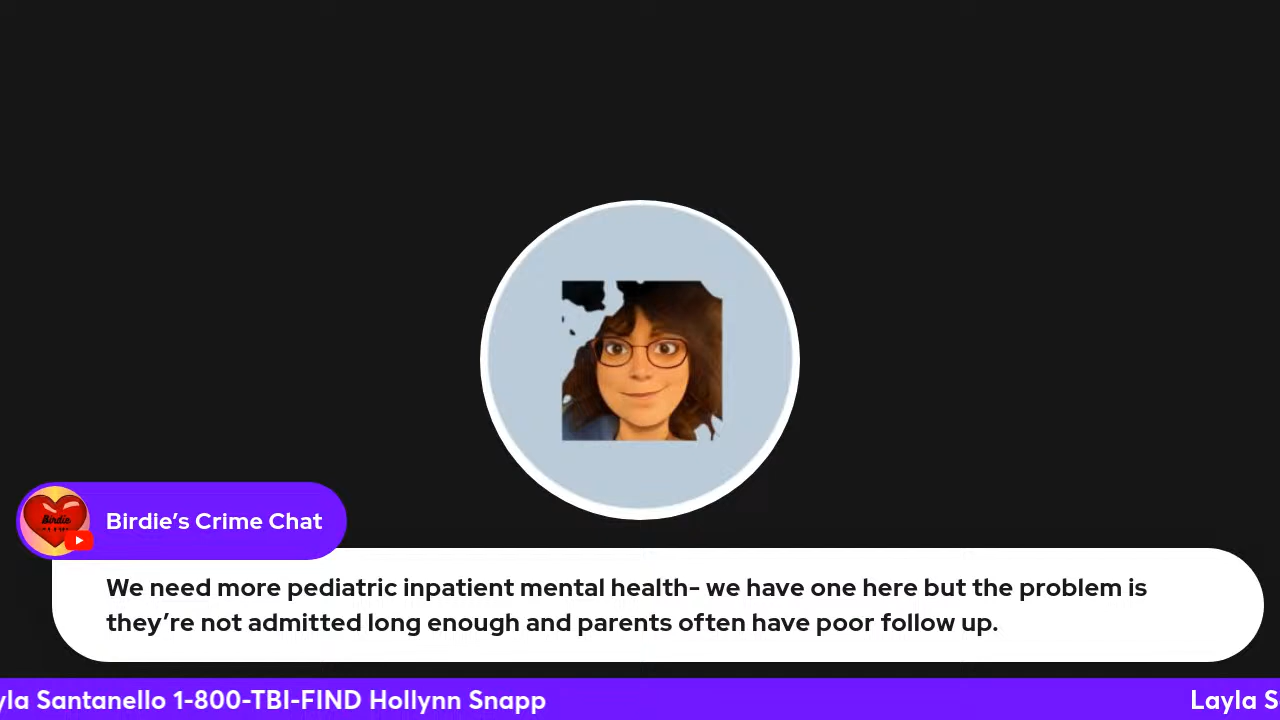 Birdie
Birdie’s Crime Chat
We need more pediatric inpatient mental health- we have one here but the problem is
they’re not admitted long enough and parents often have poor follow up.
yla Santanello 1-800-TBI-FIND Hollynn Snapp
Layla S